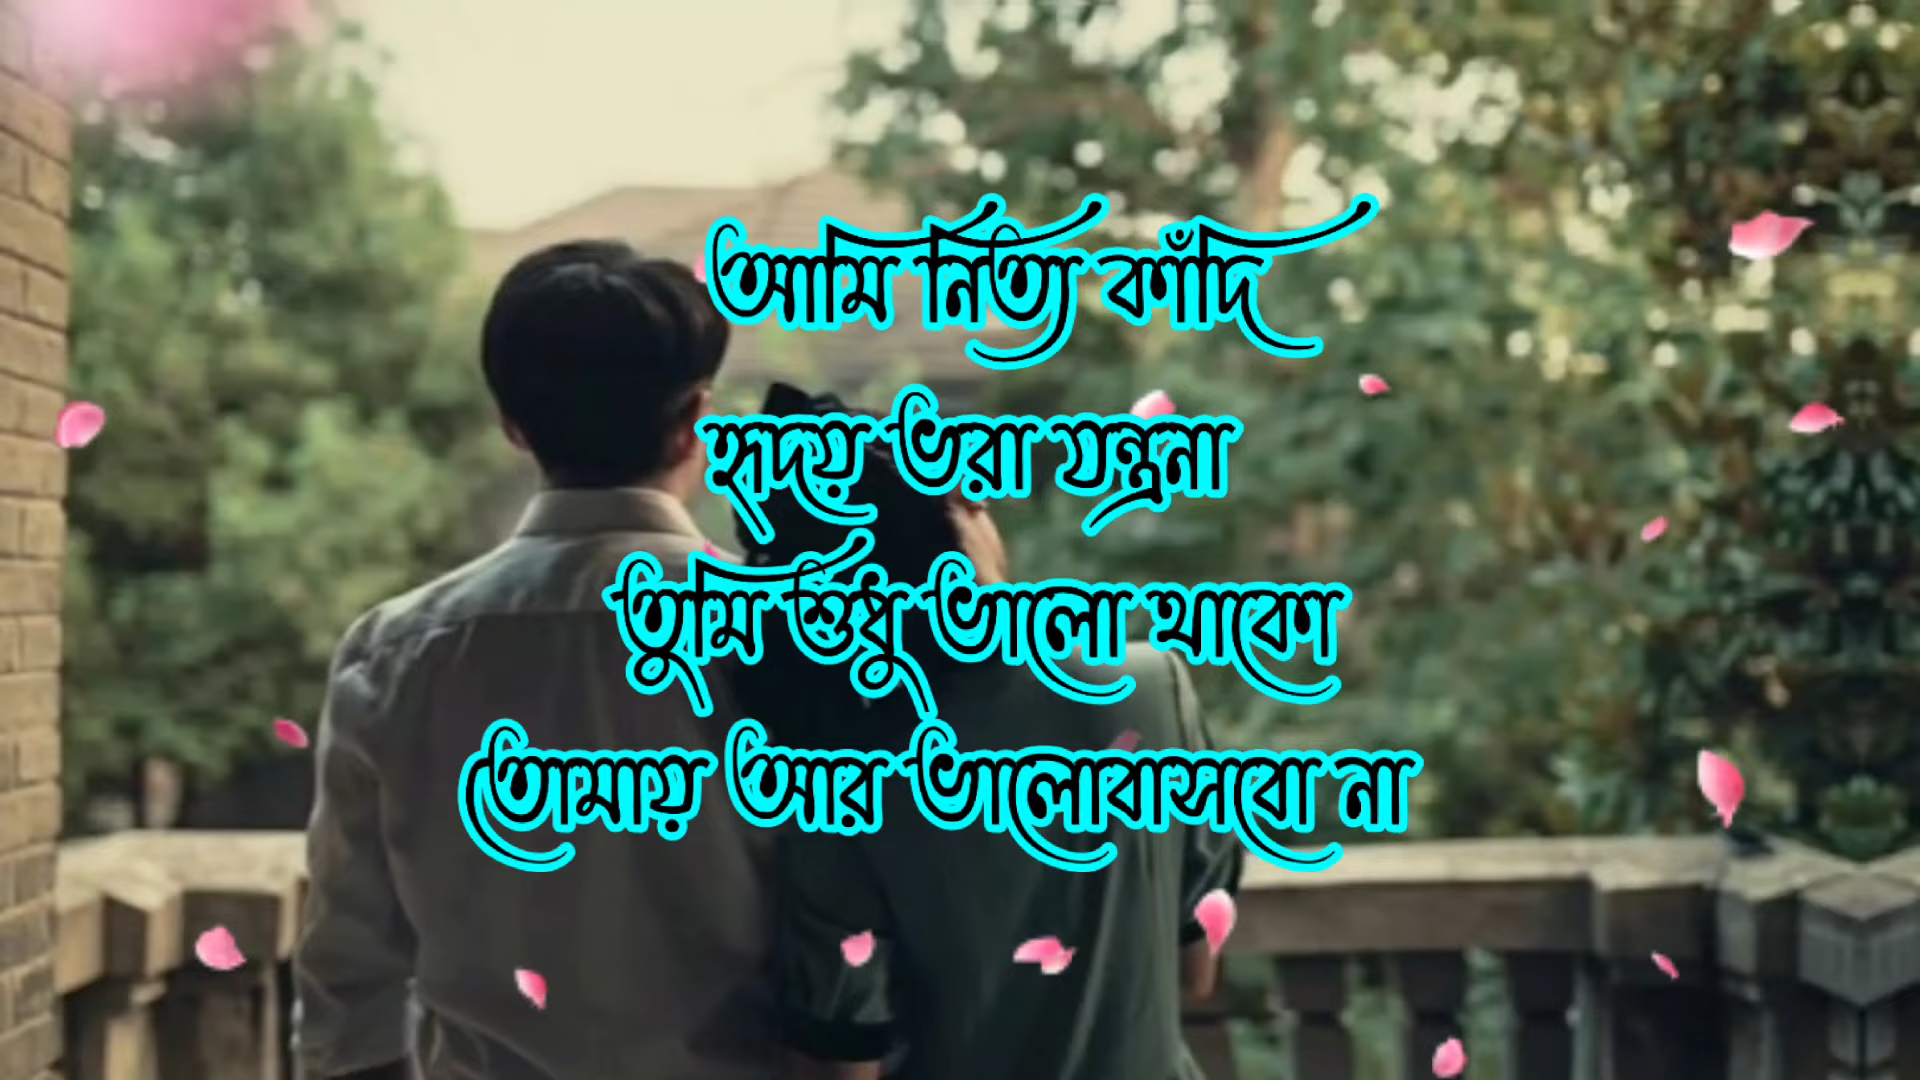 আমি নিত্য কাঁদি
হৃদয়ে ভরা যন্ত্রনা
তুমি শুধু ভালো থাকো
তোমায় আর ভালোবাসবো না